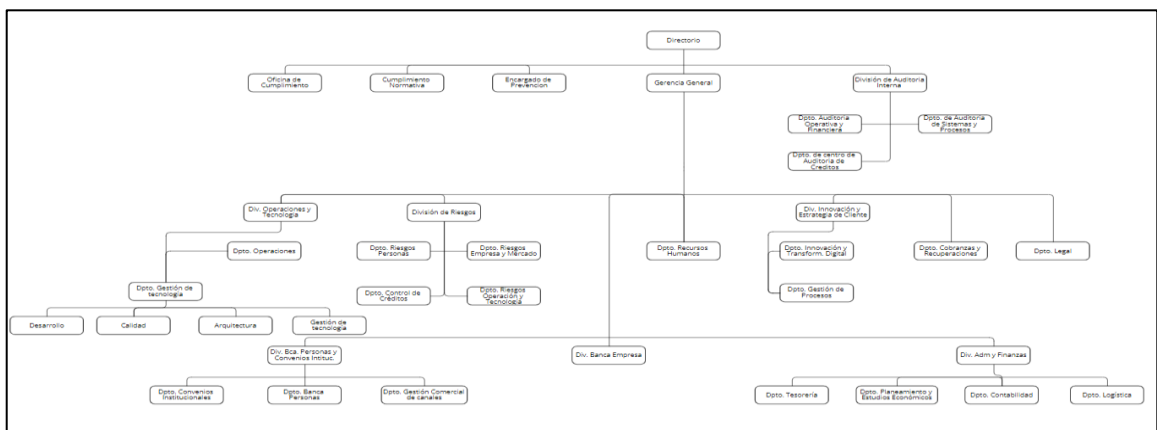 Directorio
Oficina de
Cumplimiento
Cumplimiento
Normativa
Encargado de
Prevencion
Gerencia General
División de Auditoria
Interna
Dpto. Auditoria
Operativa y
Financiera
Dpto. de Auditoria
de Sistemas y
Procesos
Dpto. de centro de
Auditoria de
Creditos
Div. Operaciones y
Tecnología
División de Riesgos
Div. Innovación y
Estrategia de Cliente
Dpto. Operaciones
Dpto. Riesgos
Personas
Dpto. Riesgos
Empresa y Mercado
Dpto. Recursos
Humanos
Dpto. Innovación y
Transform. Digital
Dpto. Cobranzas y
Recuperaciones
Dpto. Legal
Dpto. Gestión de
tecnología
Dpto. Control de
Créditos
Dpto. Riesgos
Operación y
Tecnología
Dpto. Gestión de
Procesos
Desarrollo
Calidad
Arquitectura
Gestión de
tecnología
Div. Bca. Personas y
Convenios Intituc.
Div. Banca Empresa
Div. Adm y Finanzas
Dpto. Convenios
Institucionales
Dpto. Banca
Personas
Dpto. Gestión Comercial
de canales
Dpto. Tesorería
Dpto. Planeamiento y
Estudios Económicos
Dpto. Contabilidad
Dpto. Logística